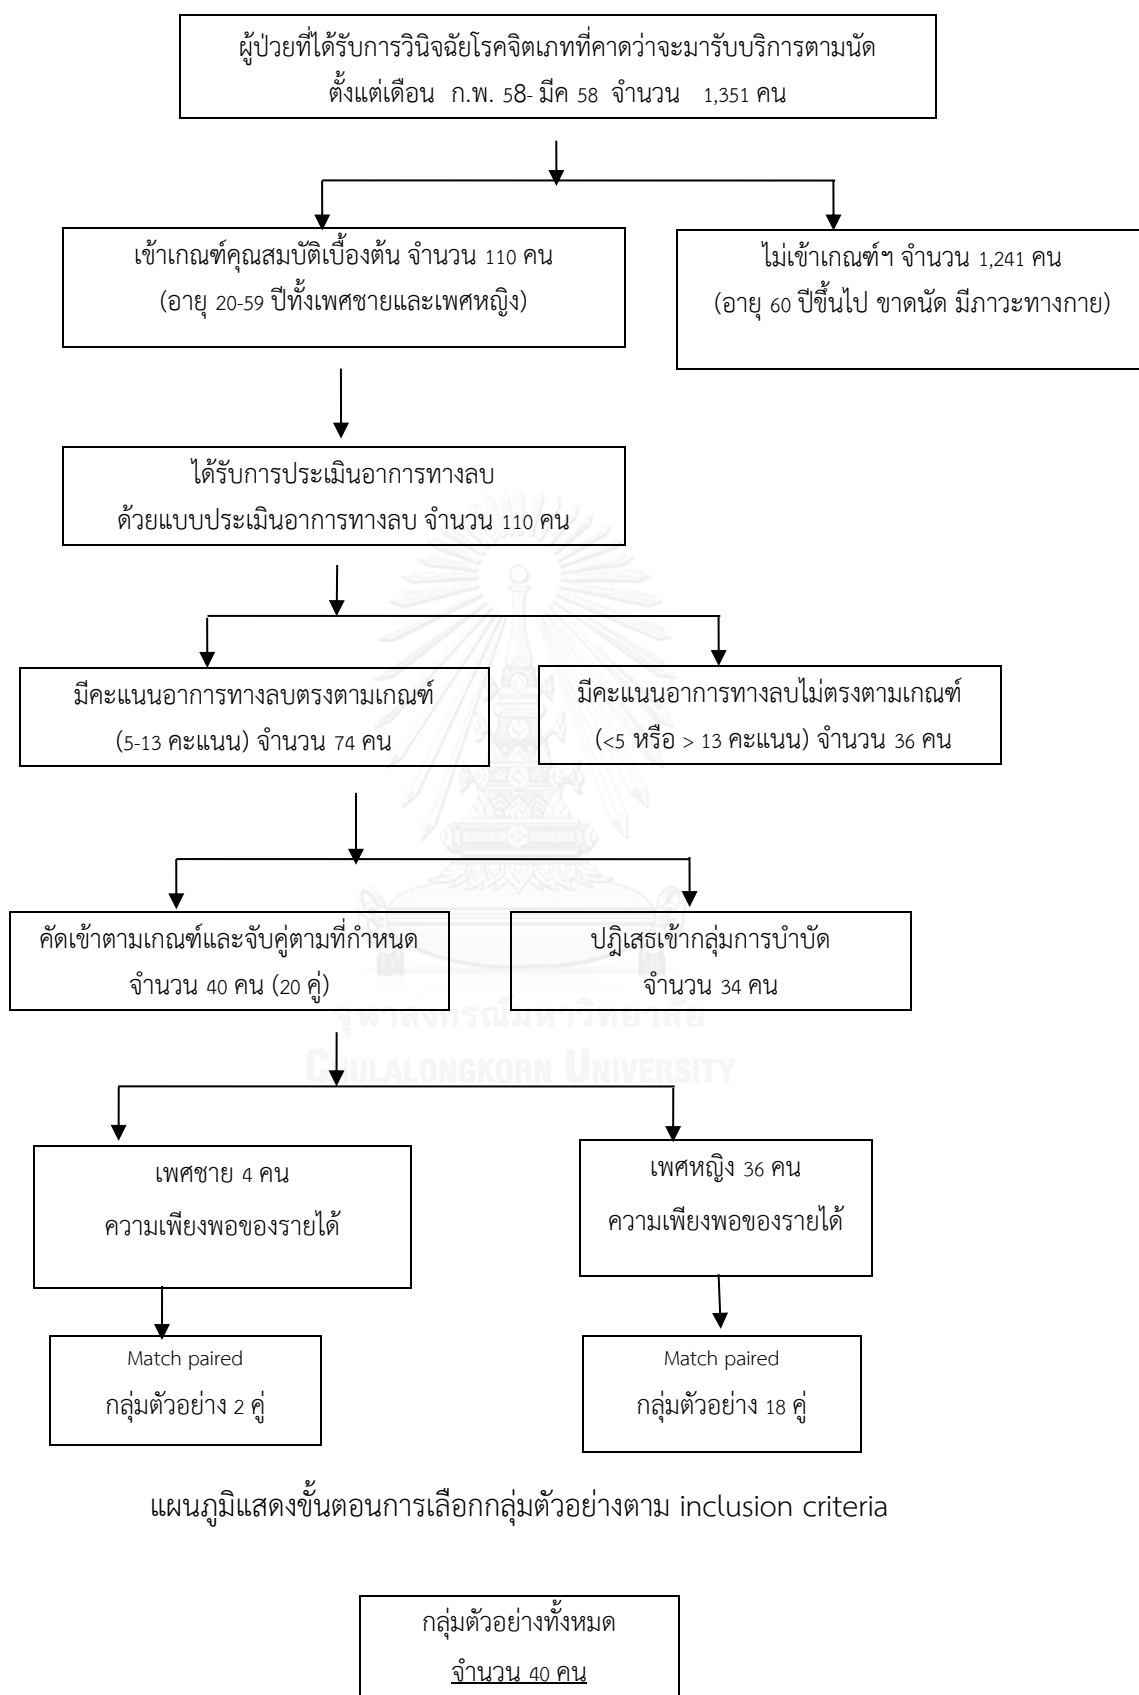 ผู้ป่วยที่ได้รับการวินิจฉัยโรคจิตเภทที่คาดว่าจะมารับบริการตามนัด
ตั้งแต่เดือน ก.พ. 58- มีค 58 จำนวน 1,351 คน
เข้าเกณฑ์คุณสมบัติเบื้องต้น จำนวน 110 คน
(อายุ 20-59 ปีทั้งเพศชายและเพศหญิง)
ไม่เข้าเกณฑ์ฯ จำนวน 1,241 คน
(อายุ 60 ปีขึ้นไป ขาดนัด มีภาวะทางกาย)
ได้รับการประเมินอาการทางลบ
ด้วยแบบประเมินอาการทางลบ จำนวน 110 คน
มีคะแนนอาการทางลบตรงตามเกณฑ์
(5-13 คะแนน) จำนวน 74 คน
มีคะแนนอาการทางลบไม่ตรงตามเกณฑ์
(<5 หรือ > 13 คะแนน) จำนวน 36 คน
คัดเข้าตามเกณฑ์และจับคู่ตามที่กำหนด
จำนวน 40 คน (20 คู่)
ปฎิเสธเข้ากลุ่มการบำบัด
จำนวน 34 คน
จุฬาลงกรณ์มหาวิทยาลัย
CHULALONGKORN UNIVERSITY
เพศชาย 4 คน
ความเพียงพอของรายได้
เพศหญิง 36 คน
ความเพียงพอของรายได้
Match paired
กลุ่มตัวอย่าง 2 คู่
Match paired
กลุ่มตัวอย่าง 18 คู่
แผนภูมิแสดงขั้นตอนการเลือกกลุ่มตัวอย่างตาม inclusion criteria
กลุ่มตัวอย่างทั้งหมด
จำนวน 40 คน